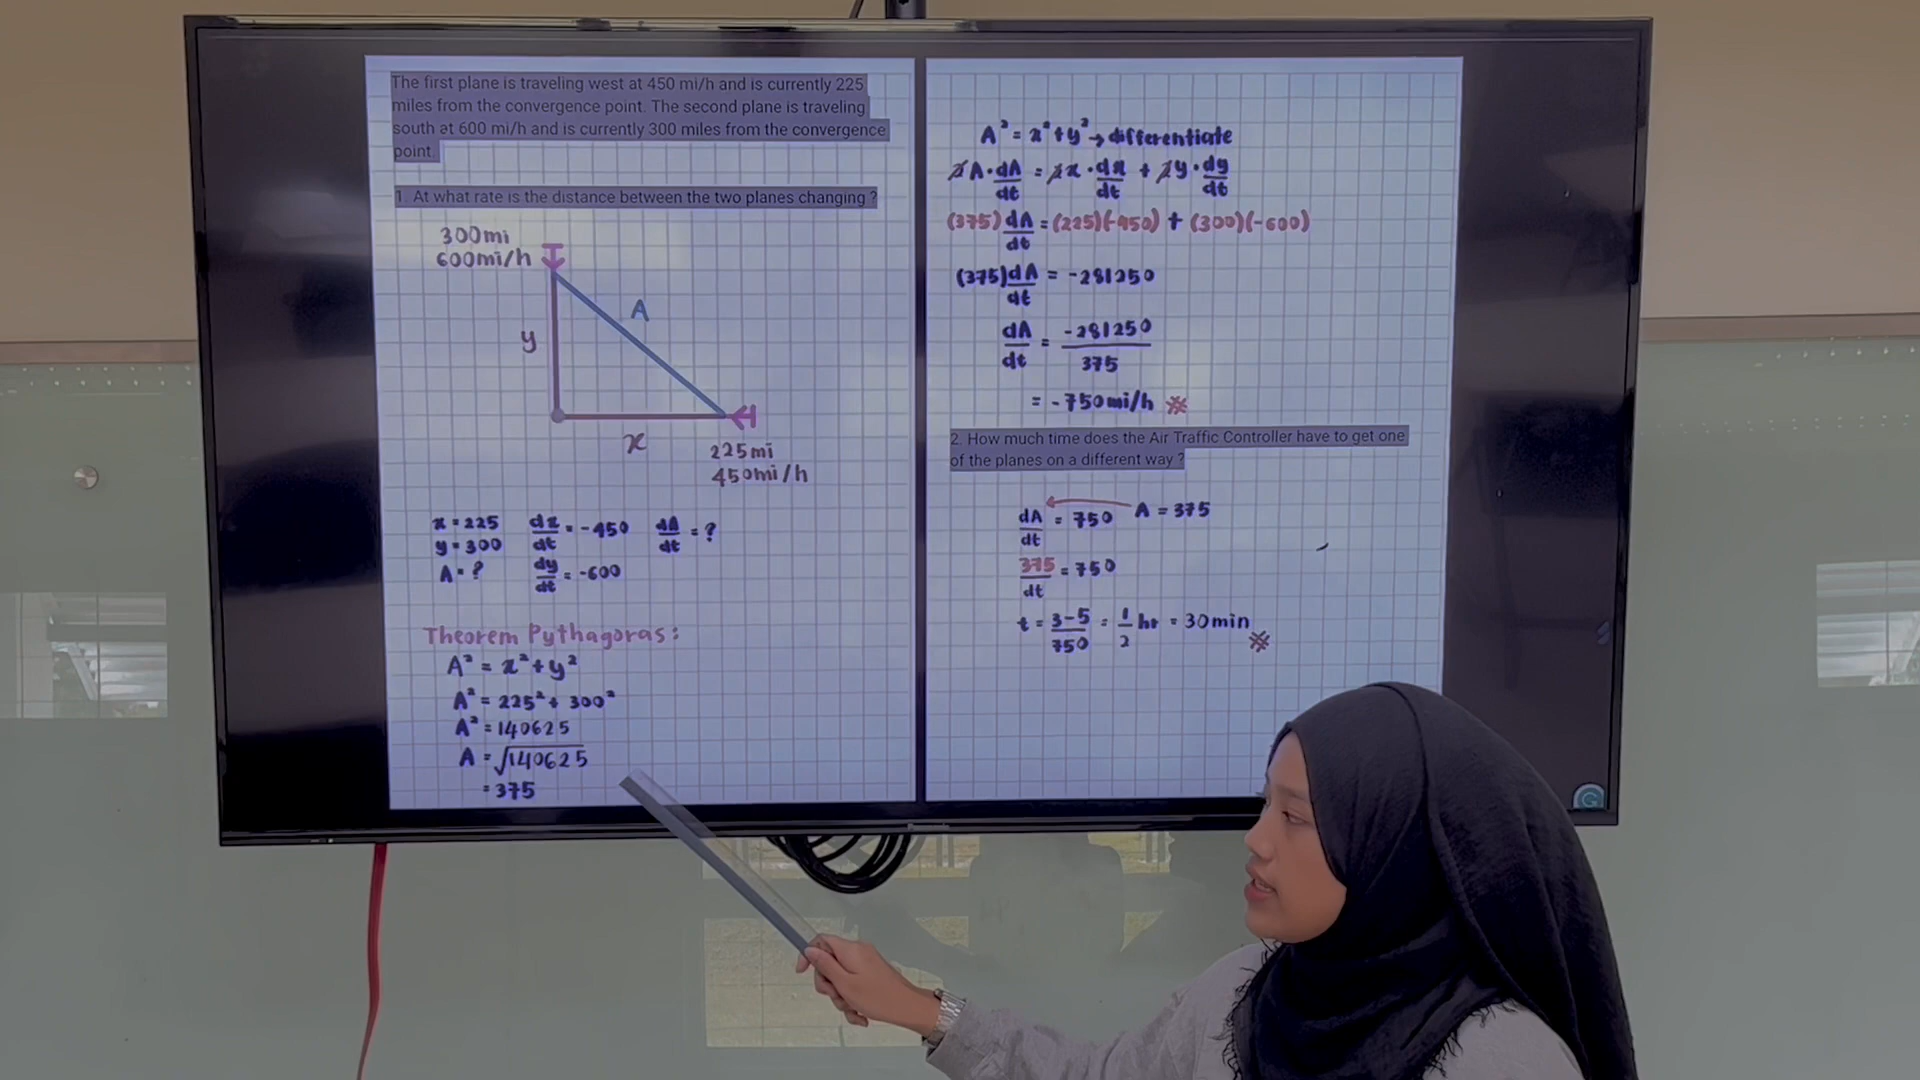 The first plane is traveling west at 450 mi/h and is currently 225
miles from the convergence point. The second plane is traveling
south at 600 mi/h and is currently 300 miles from the convergence
point.
1. At what rate is the distance between the two planes changing ?
300mi
600mi/h
A
y
x
225mi
450mi/h
x = 225 dx/dt = -450 dA/dt = ?
y = 300
A = ? dy/dt = -600
Theorem Pythagoras:
A² = x² + y²
A² = 225² + 300²
A² = 140625
A = √140625
= 375
A² = x² + y² → differentiate
2A · dA/dt = 2x · dx/dt + 2y · dy/dt
(375) dA/dt = (225)(-450) + (300)(-600)
(375) dA/dt = -281250
dA/dt = -281250/375
= -750mi/h
2. How much time does the Air Traffic Controller have to get one
of the planes on a different way ?
dA/dt = 750 A = 375
375/dt = 750
t = 3-5/750 = 1/2 hr = 30min
G